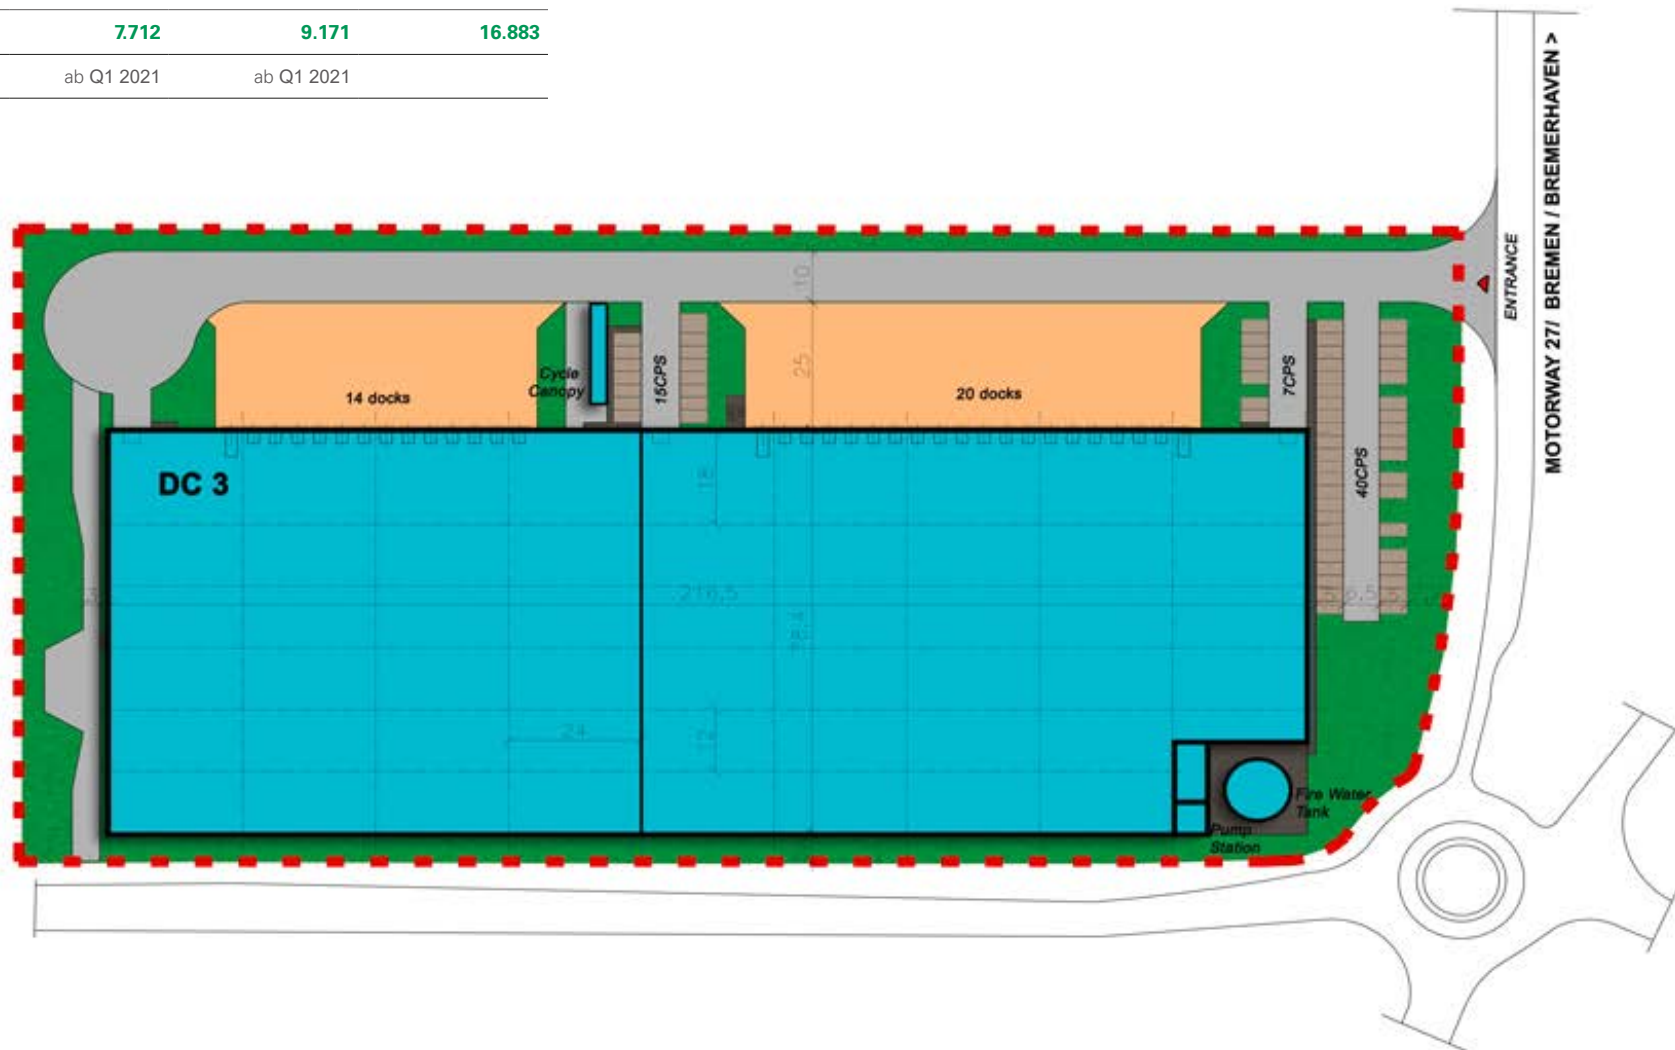 7.712 9.171 16.883
ab Q1 2021 ab Q1 2021
MOTORWAY 27/ BREMEN / BREMERHAVEN >
ENTRANCE
10
25
14 docks
Cycle
Canopy
15CPS
20 docks
7CPS
40CPS
DC 3
18
216,5
6,5
24
12
Fire Water
Tank
Pump
Station